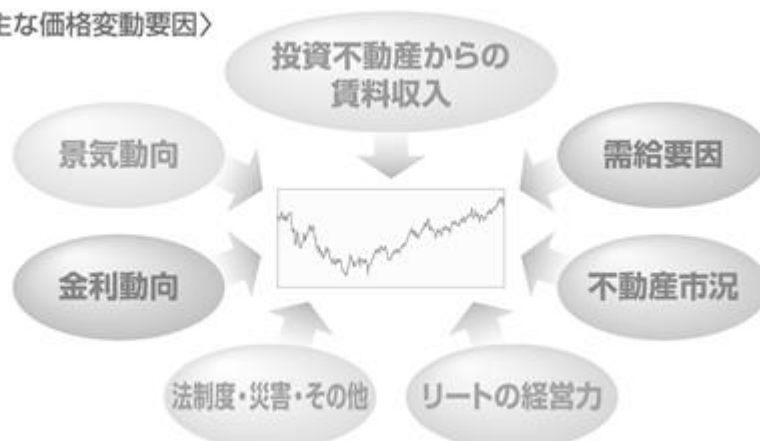 主な価格変動要因〉
投資不動産からの
賃料収入
景気動向
需給要因
金利動向
不動産市況
法制度・災害・その他
リートの経営力